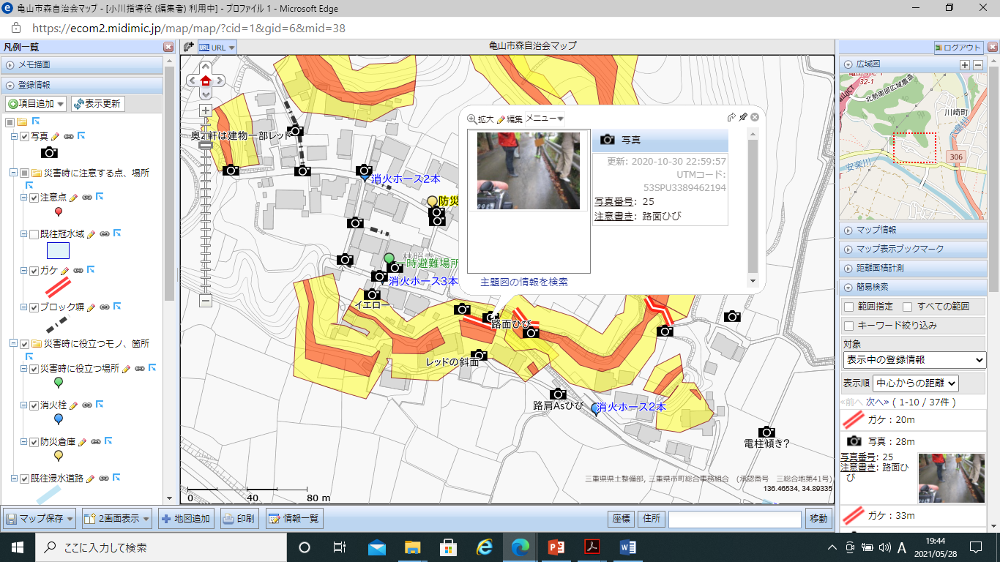 亀山市森自治会マップ - [小川指導役 (編集者) 利用中] - プロファイル 1 - Microsoft Edge
https://ecom2.midimic.jp/map/map/?cid=1&gid=6&mid=38
凡例一覧
メモ描画
登録情報
項目追加
表示更新
写真
災害時に注意する点、場所
注意点
既往冠水域
ガケ
ブロック塀
災害時に役立つモノ、箇所
災害時に役立つ場所
消火栓
防災倉庫
既往浸水道路
URL URL
亀山市森自治会マップ
奥2軒は建物一部レッド
消火ホース2本
防災
林照寺
一時避難場所
消火ホース3本
イエロー
路面ひび
レッドの斜面
路肩Asひび
消火ホース2本
電柱傾き?
拡大
編集
メニュー
写真
更新: 2020-10-30 22:59:57
UTMコード:
53SPU3389462194
写真番号: 25
注意書き: 路面ひび
主題図の情報を検索
三重県県土整備部, 三重県市町総合事務組合 (承認番号 三総合地第41号)
136.46534, 34.89335
0 40 80 m
ログアウト
広域図
32-1
北勢南部広域農道
川崎町
306
安楽川
マップ情報
マップ表示ブックマーク
距離面積計測
簡易検索
範囲指定 すべての範囲
キーワード絞り込み
対象
表示中の登録情報
表示順 中心からの距離
«前へ 次へ» ( 1-10 / 37件 )
ガケ : 20m
写真 : 28m
写真番号: 25
注意書き: 路面ひ
び
ガケ : 33m
マップ保存
2画面表示
地図追加
印刷
情報一覧
座標
住所
移動
ここに入力して検索
A
19:44
2021/05/28